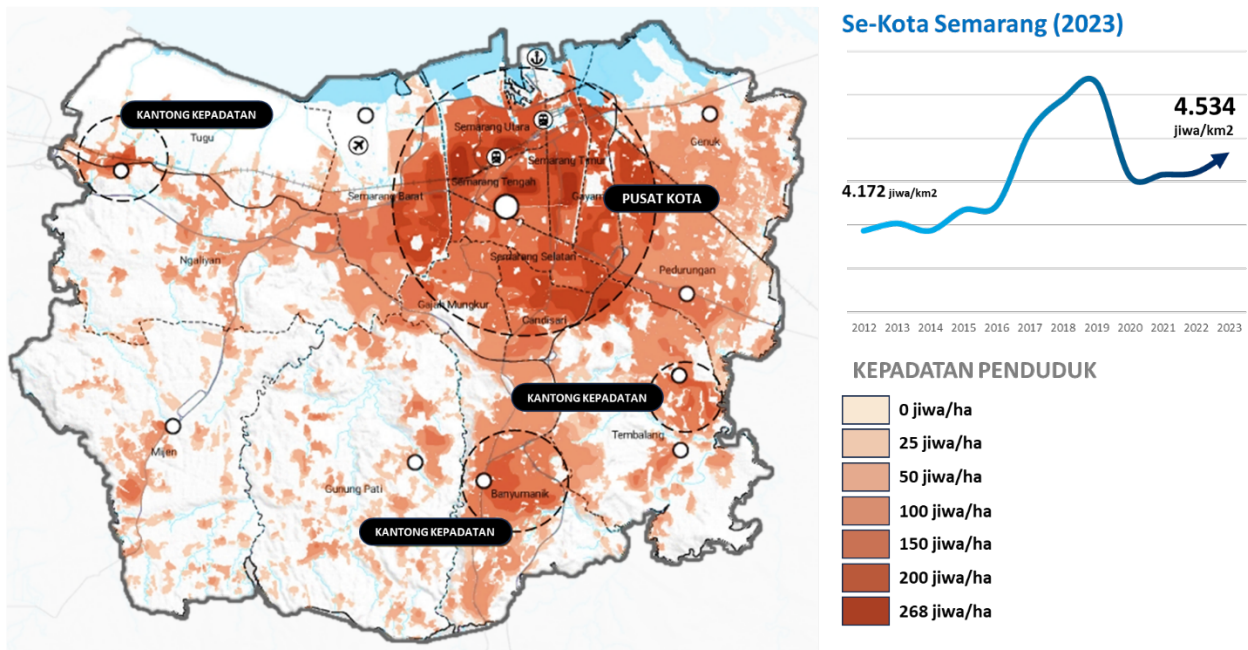 KANTONG KEPADATAN
Tugu
Semarang Utara
Genuk
Semarang Timur
Semarang Tengah
Semarang Barat
Gayam
PUSAT KOTA
Ngaliyan
Semarang Selatan
Pedurungan
Gajah Mungkur
Candisari
KANTONG KEPADATAN
Tembalang
Mijen
Gunung Pati
Banyumanik
KANTONG KEPADATAN
Se-Kota Semarang (2023)
4.534
jiwa/km2
4.172 jiwa/km2
2012 2013 2014 2015 2016 2017 2018 2019 2020 2021 2022 2023
KEPADATAN PENDUDUK
0 jiwa/ha
25 jiwa/ha
50 jiwa/ha
100 jiwa/ha
150 jiwa/ha
200 jiwa/ha
268 jiwa/ha